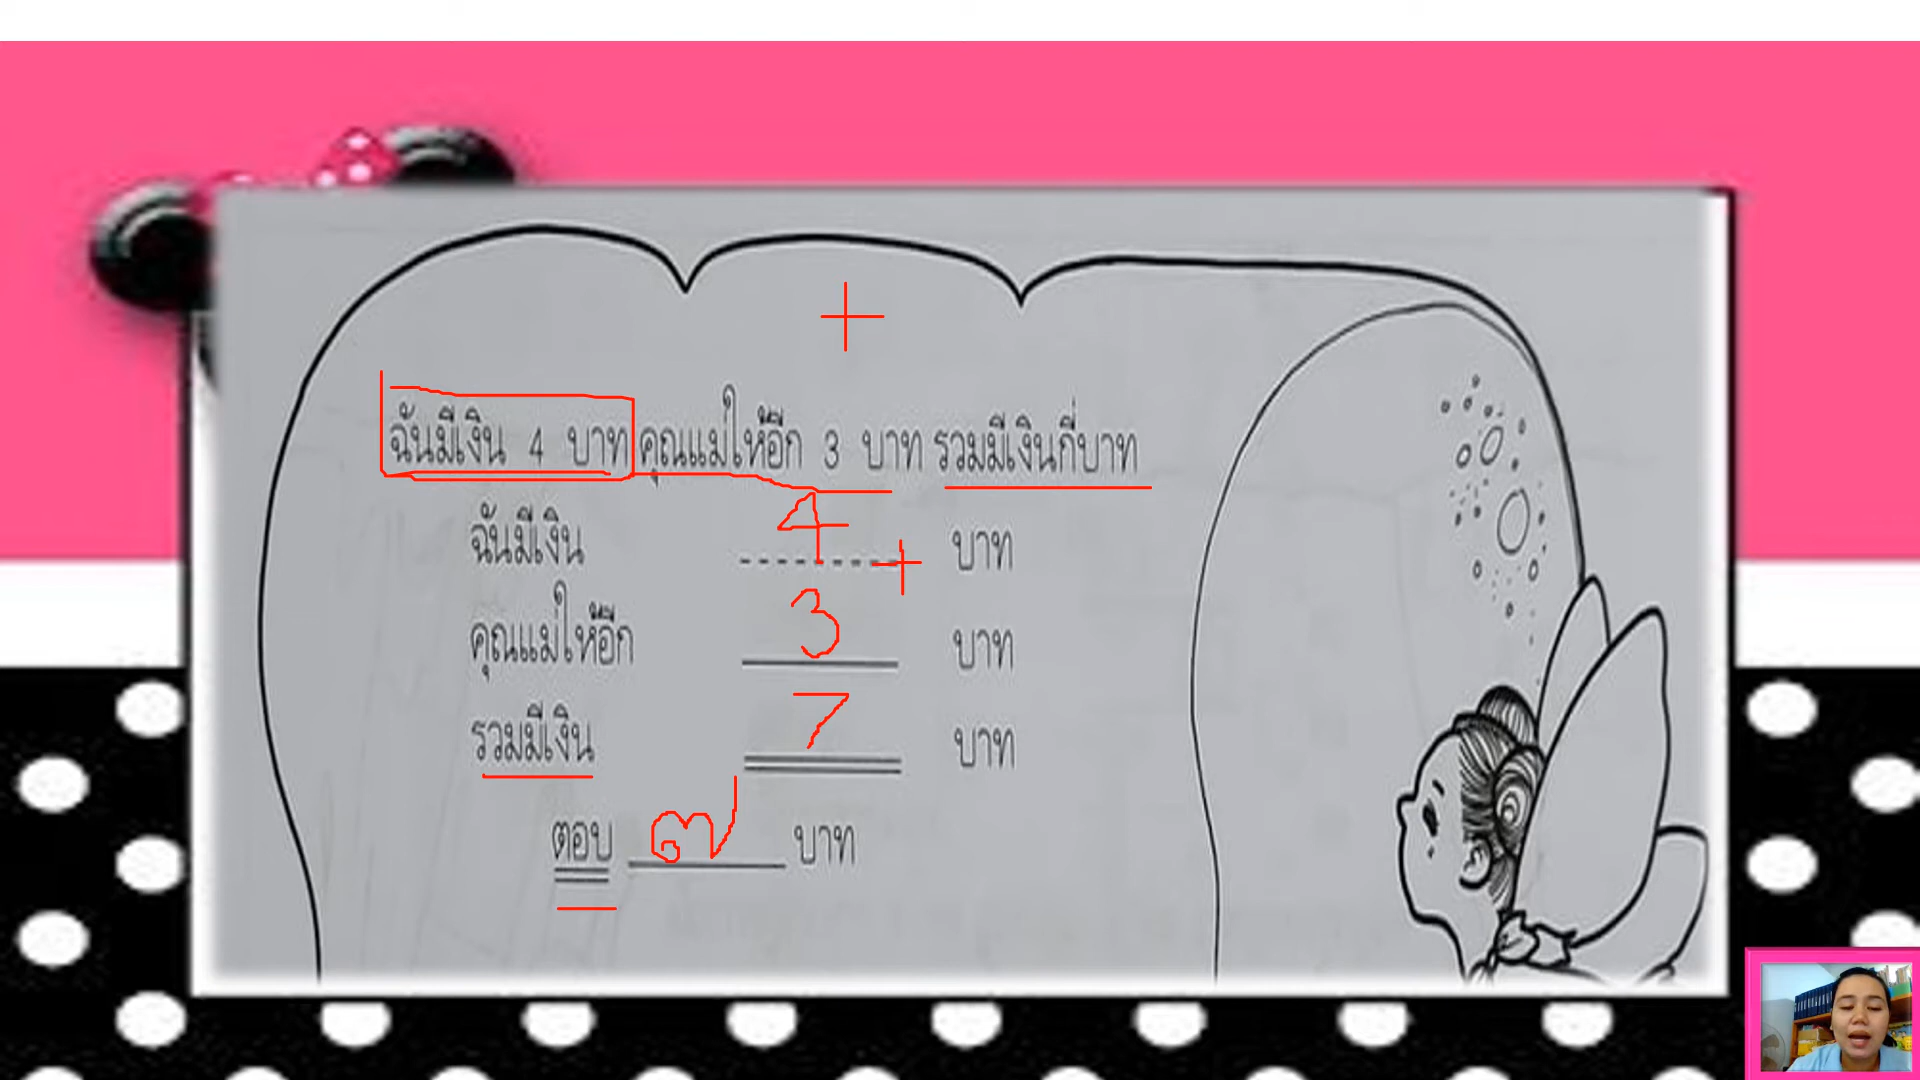 +
ฉันมีเงิน 4 บาท คุณแม่ให้อีก 3 บาท รวมมีเงินกี่บาท
ฉันมีเงิน 4 บาท
+
คุณแม่ให้อีก 3 บาท
รวมมีเงิน 7 บาท
ตอบ ๗ บาท